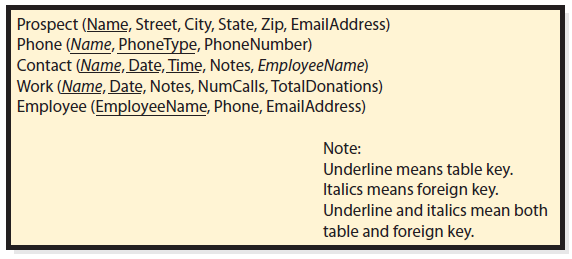 Prospect (Name, Street, City, State, Zip, EmailAddress)
Phone (Name, PhoneType, PhoneNumber)
Contact (Name, Date, Time, Notes, EmployeeName)
Work (Name, Date, Notes, NumCalls, TotalDonations)
Employee (EmployeeName, Phone, EmailAddress)
Note:
Underline means table key.
Italics means foreign key.
Underline and italics mean both
table and foreign key.